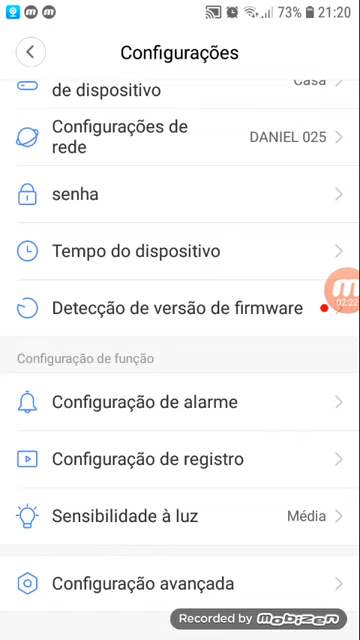 73% 21:20
Configurações
de dispositivo
Casa
Configurações de
rede
DANIEL 025
senha
Tempo do dispositivo
02:22
Detecção de versão de firmware
Configuração de função
Configuração de alarme
Configuração de registro
Sensibilidade à luz
Média
Configuração avançada
Recorded by mobizen